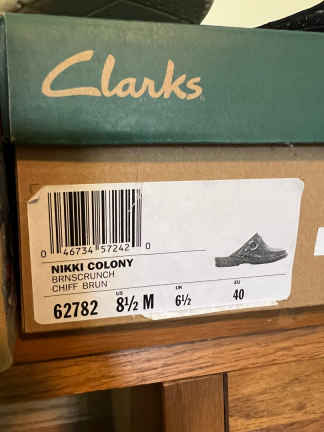 Clarks
0 46734 57242 0
NIKKI COLONY
BRNSCRUNCH
CHIFF BRUN
US UK EU
62782 8½ M 6½ 40